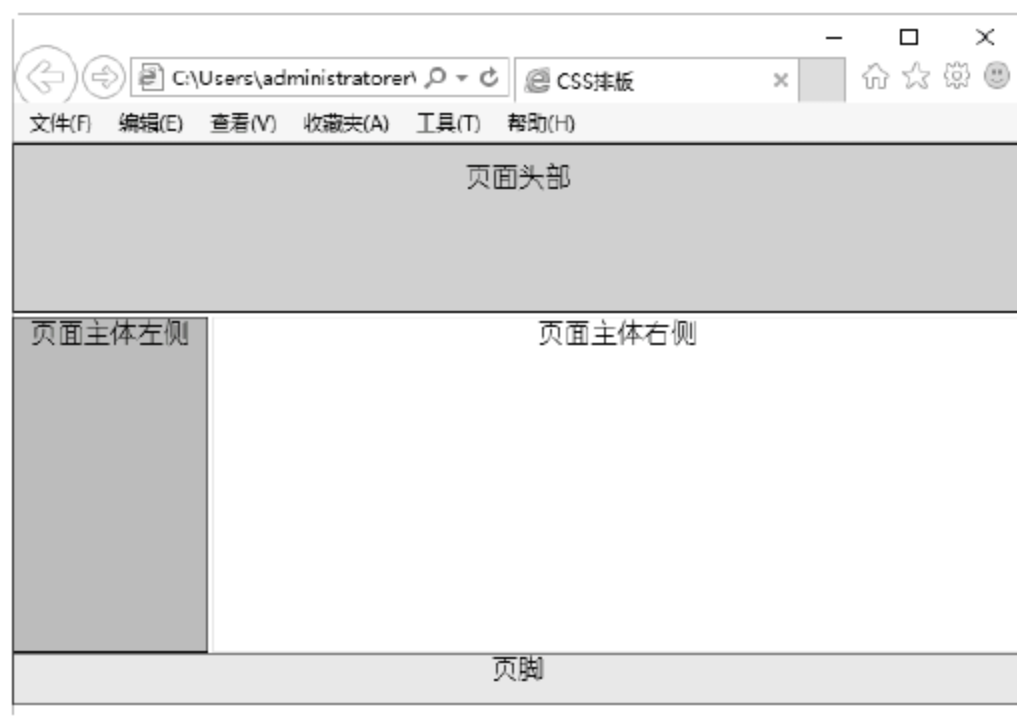 C:\Users\administratorer\ CSS排版
文件(F) 编辑(E) 查看(V) 收藏夹(A) 工具(T) 帮助(H)
页面头部
页面主体左侧 页面主体右侧
页脚